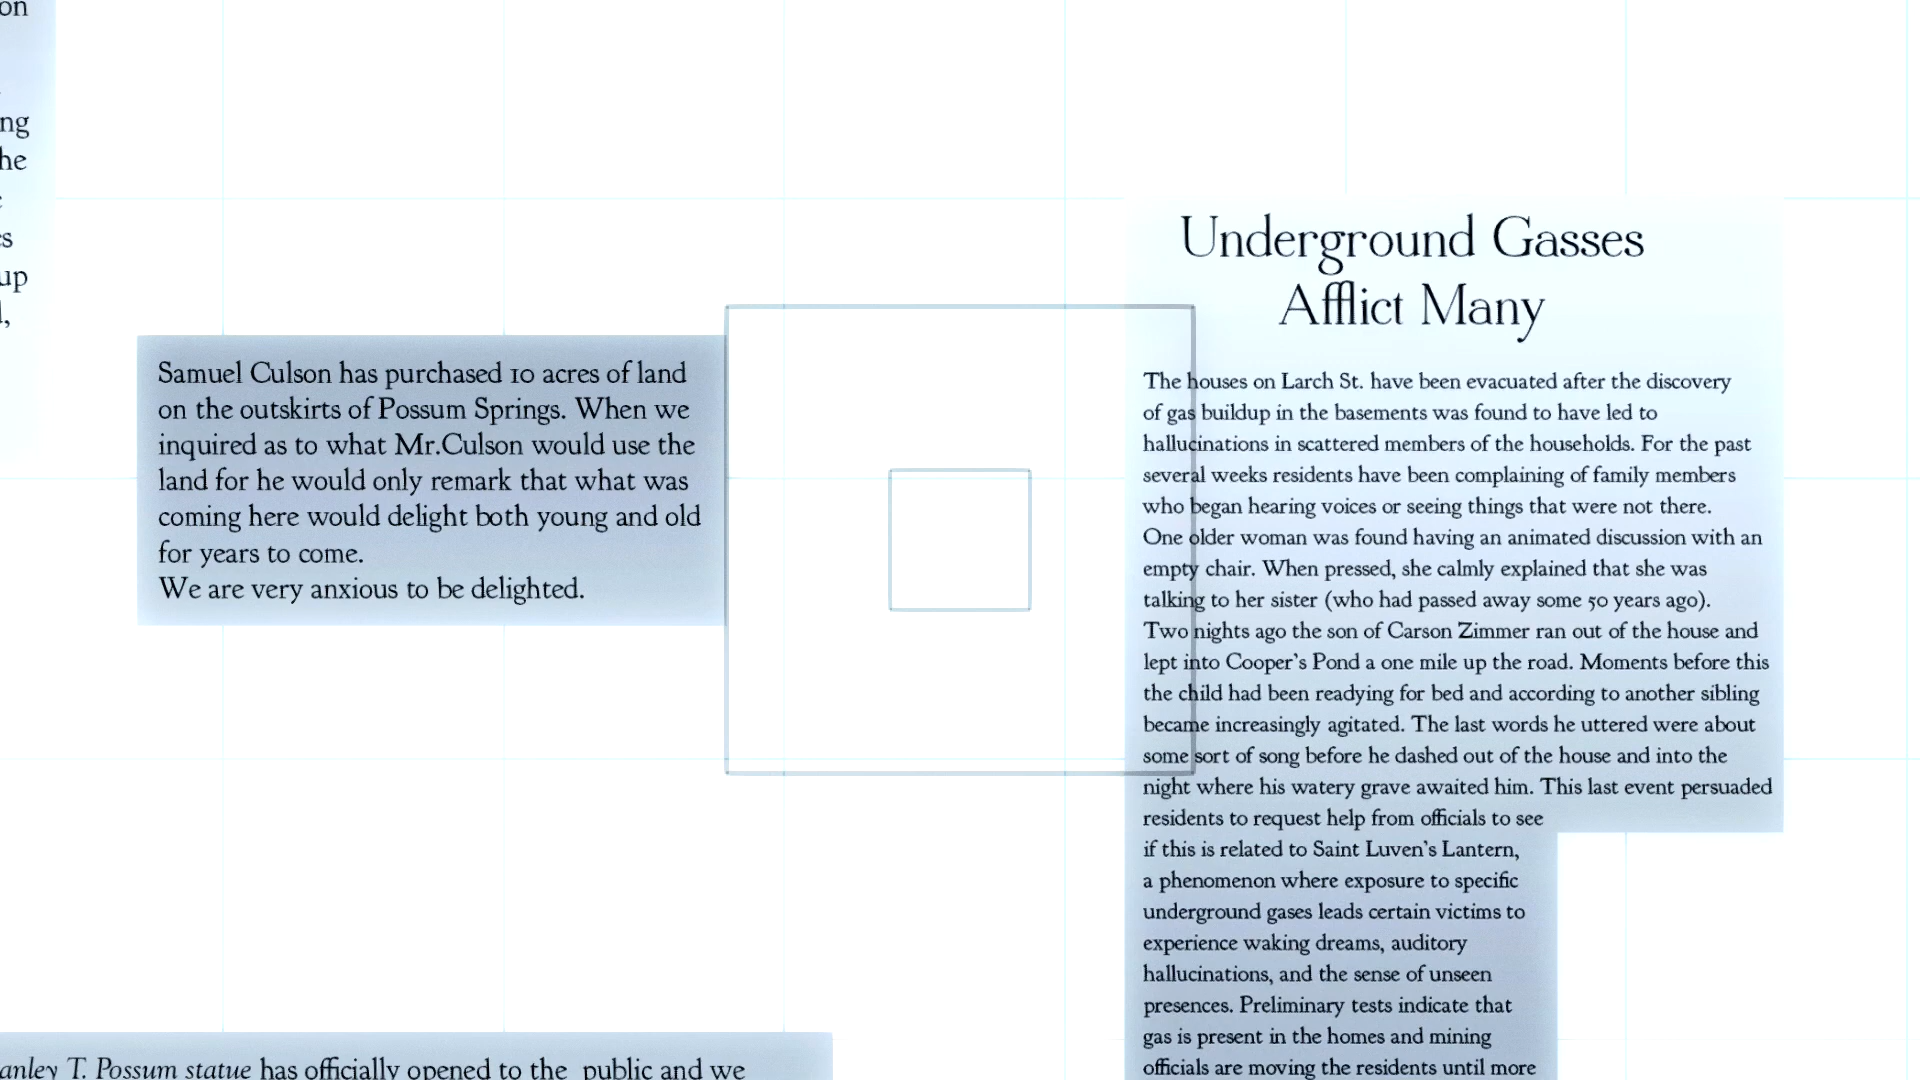 on
ng
he
es
up
Samuel Culson has purchased 10 acres of land
on the outskirts of Possum Springs. When we
inquired as to what Mr.Culson would use the
land for he would only remark that what was
coming here would delight both young and old
for years to come.
We are very anxious to be delighted.
Underground Gasses
Afflict Many
The houses on Larch St. have been evacuated after the discovery
of gas buildup in the basements was found to have led to
hallucinations in scattered members of the households. For the past
several weeks residents have been complaining of family members
who began hearing voices or seeing things that were not there.
One older woman was found having an animated discussion with an
empty chair. When pressed, she calmly explained that she was
talking to her sister (who had passed away some 50 years ago).
Two nights ago the son of Carson Zimmer ran out of the house and
lept into Cooper's Pond a one mile up the road. Moments before this
the child had been readying for bed and according to another sibling
became increasingly agitated. The last words he uttered were about
some sort of song before he dashed out of the house and into the
night where his watery grave awaited him. This last event persuaded
residents to request help from officials to see
if this is related to Saint Luven's Lantern,
a phenomenon where exposure to specific
underground gases leads certain victims to
experience waking dreams, auditory
hallucinations, and the sense of unseen
presences. Preliminary tests indicate that
gas is present in the homes and mining
officials are moving the residents until more
anley T. Possum statue has officially opened to the public and we